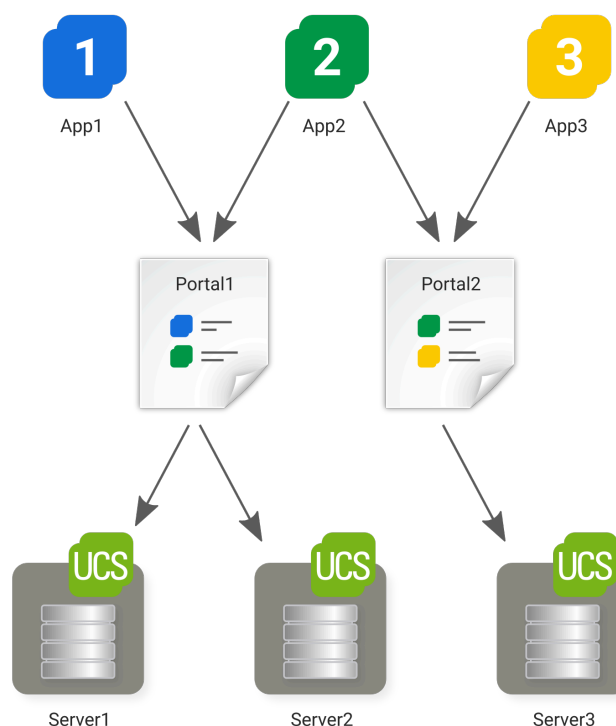 1
2
3
App1
App2
App3
Portal1
Portal2
UCS
UCS
UCS
Server1
Server2
Server3